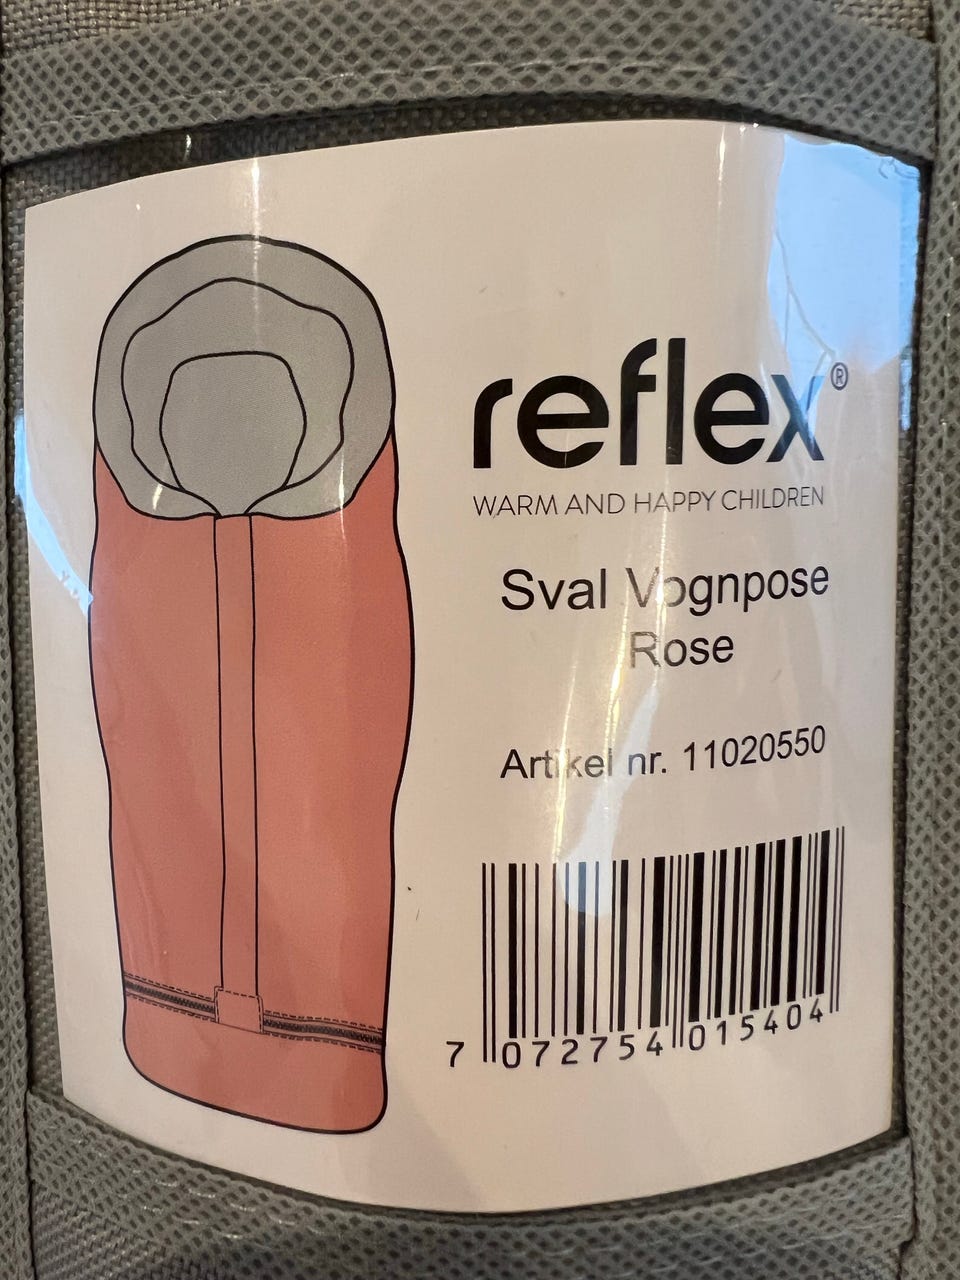 reflex®
WARM AND HAPPY CHILDREN
Sval Vognpose
Rose
Artikel nr. 11020550
7 072754 015404